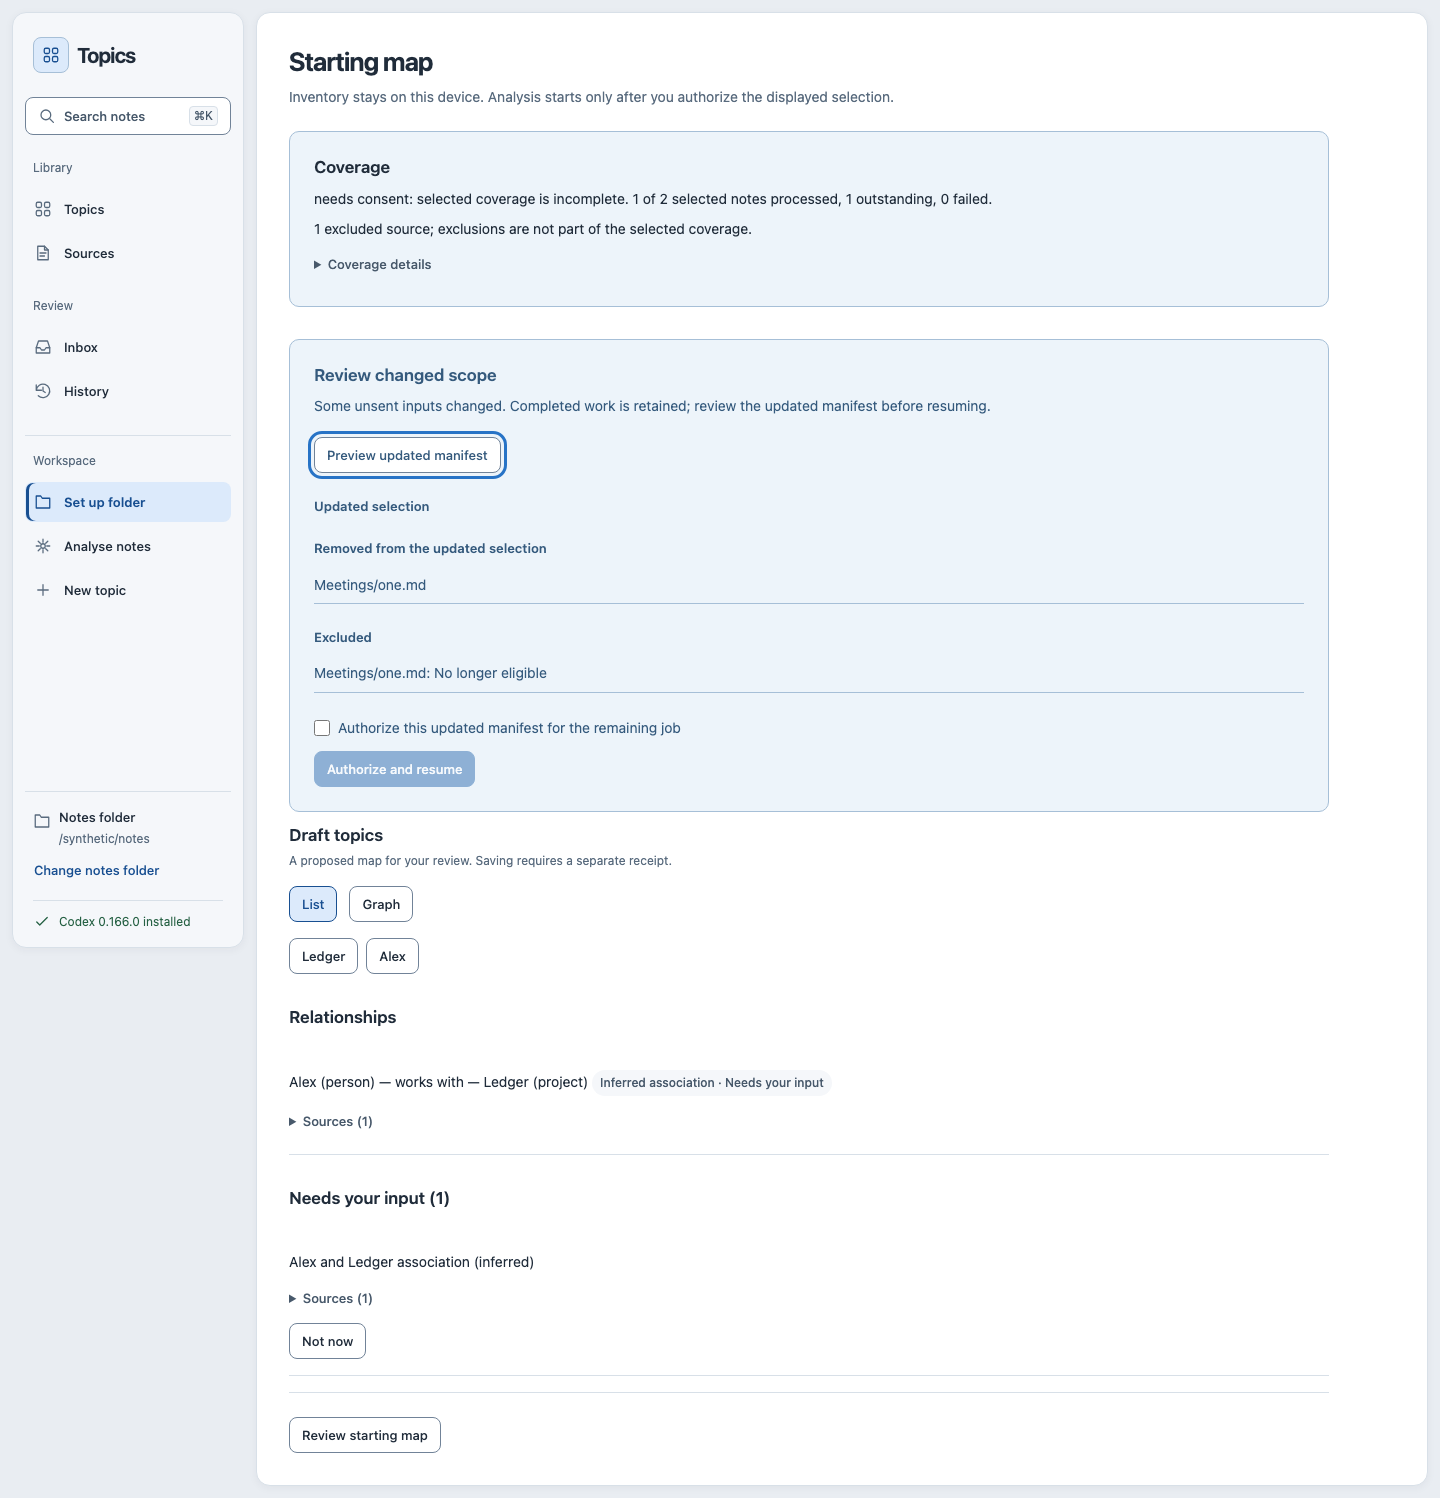 Topics
Search notes ⌘K
Library
Topics
Sources
Review
Inbox
History
Workspace
Set up folder
Analyse notes
New topic
Notes folder
/synthetic/notes
Change notes folder
Codex 0.166.0 installed
Starting map
Inventory stays on this device. Analysis starts only after you authorize the displayed selection.
Coverage
needs consent: selected coverage is incomplete. 1 of 2 selected notes processed, 1 outstanding, 0 failed.
1 excluded source; exclusions are not part of the selected coverage.
Coverage details
Review changed scope
Some unsent inputs changed. Completed work is retained; review the updated manifest before resuming.
Preview updated manifest
Updated selection
Removed from the updated selection
Meetings/one.md
Excluded
Meetings/one.md: No longer eligible
Authorize this updated manifest for the remaining job
Authorize and resume
Draft topics
A proposed map for your review. Saving requires a separate receipt.
List Graph
Ledger Alex
Relationships
Alex (person) — works with — Ledger (project) Inferred association · Needs your input
Sources (1)
Needs your input (1)
Alex and Ledger association (inferred)
Sources (1)
Not now
Review starting map